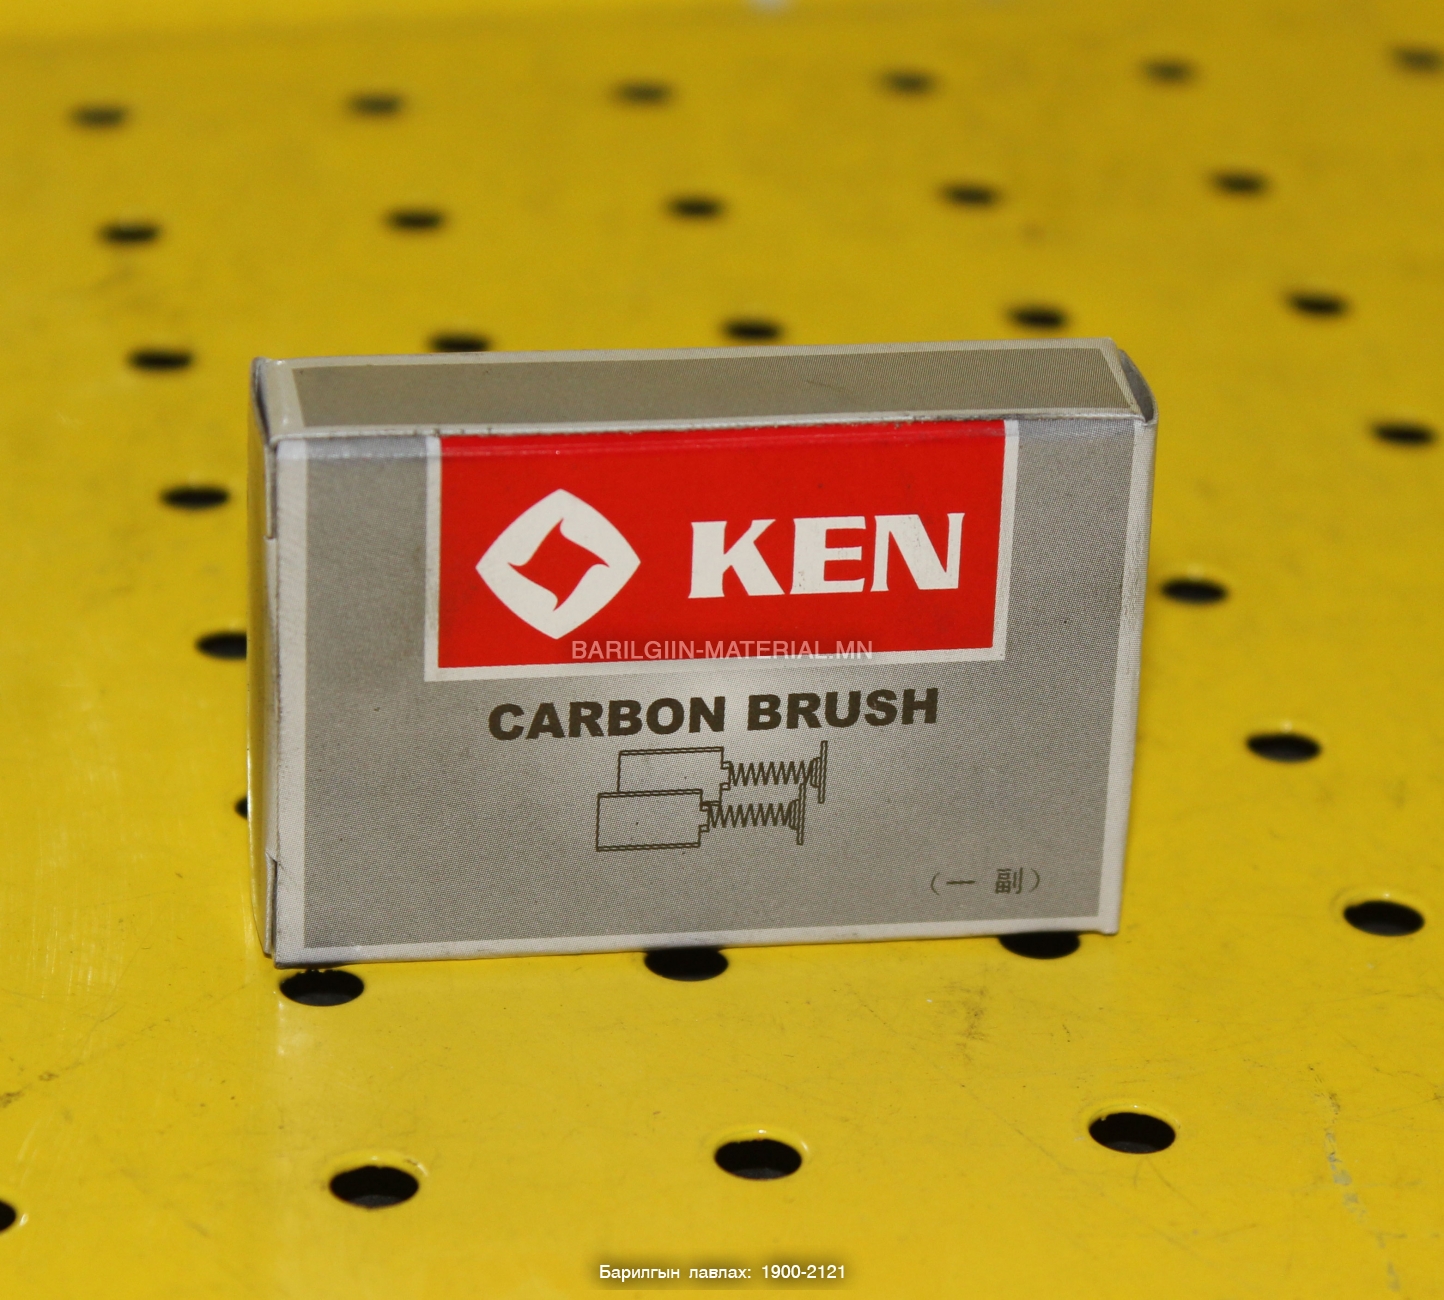 KEN
BARILGIIN-MATERIAL.MN
CARBON BRUSH
(一 副)
Барилгын лавлах: 1900-2121